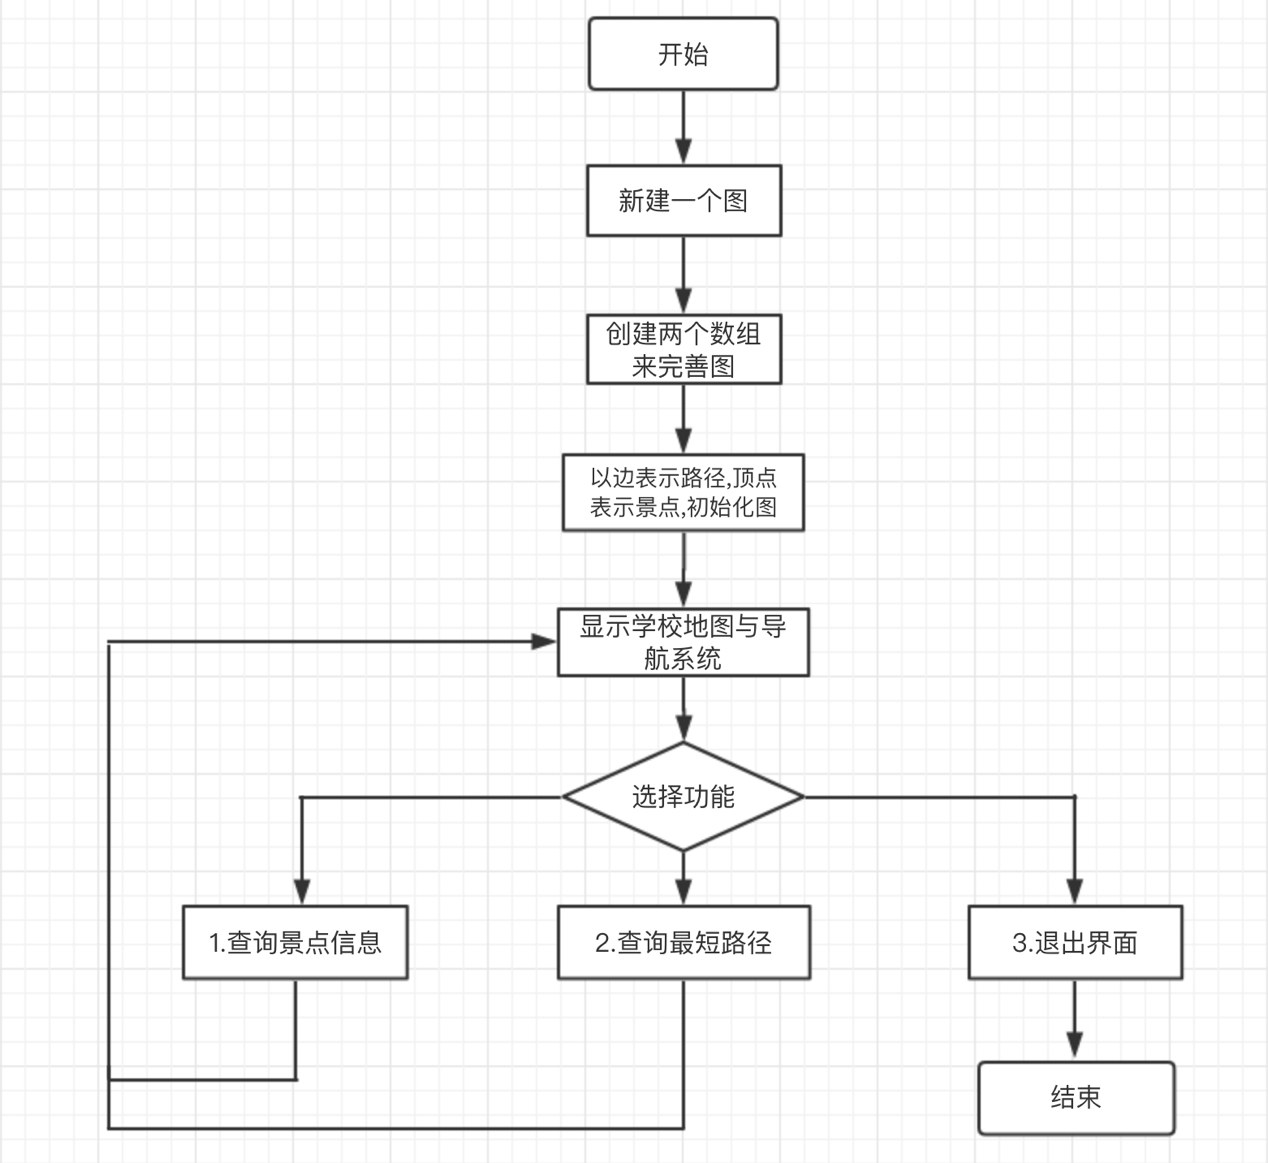 开始
新建一个图
创建两个数组
来完善图
以边表示路径,顶点
表示景点,初始化图
显示学校地图与导
航系统
选择功能
1.查询景点信息
2.查询最短路径
3.退出界面
结束